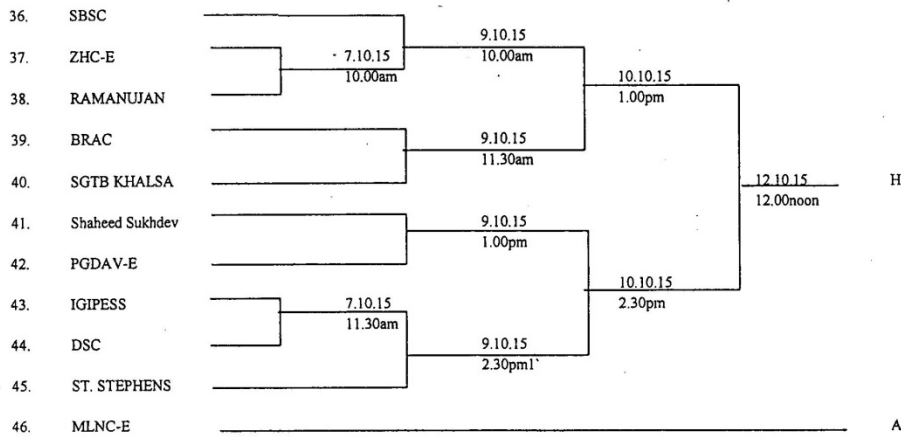 36. SBSC
9.10.15
37. ZHC-E 7.10.15 10.00am
10.00am 10.10.15
38. RAMANUJAN 1.00pm
39. BRAC 9.10.15
11.30am
40. SGTB KHALSA 12.10.15 H
12.00noon
41. Shaheed Sukhdev 9.10.15
1.00pm
42. PGDAV-E
10.10.15
43. IGIPESS 7.10.15 2.30pm
11.30am
44. DSC 9.10.15
2.30pm1`
45. ST. STEPHENS
46. MLNC-E A